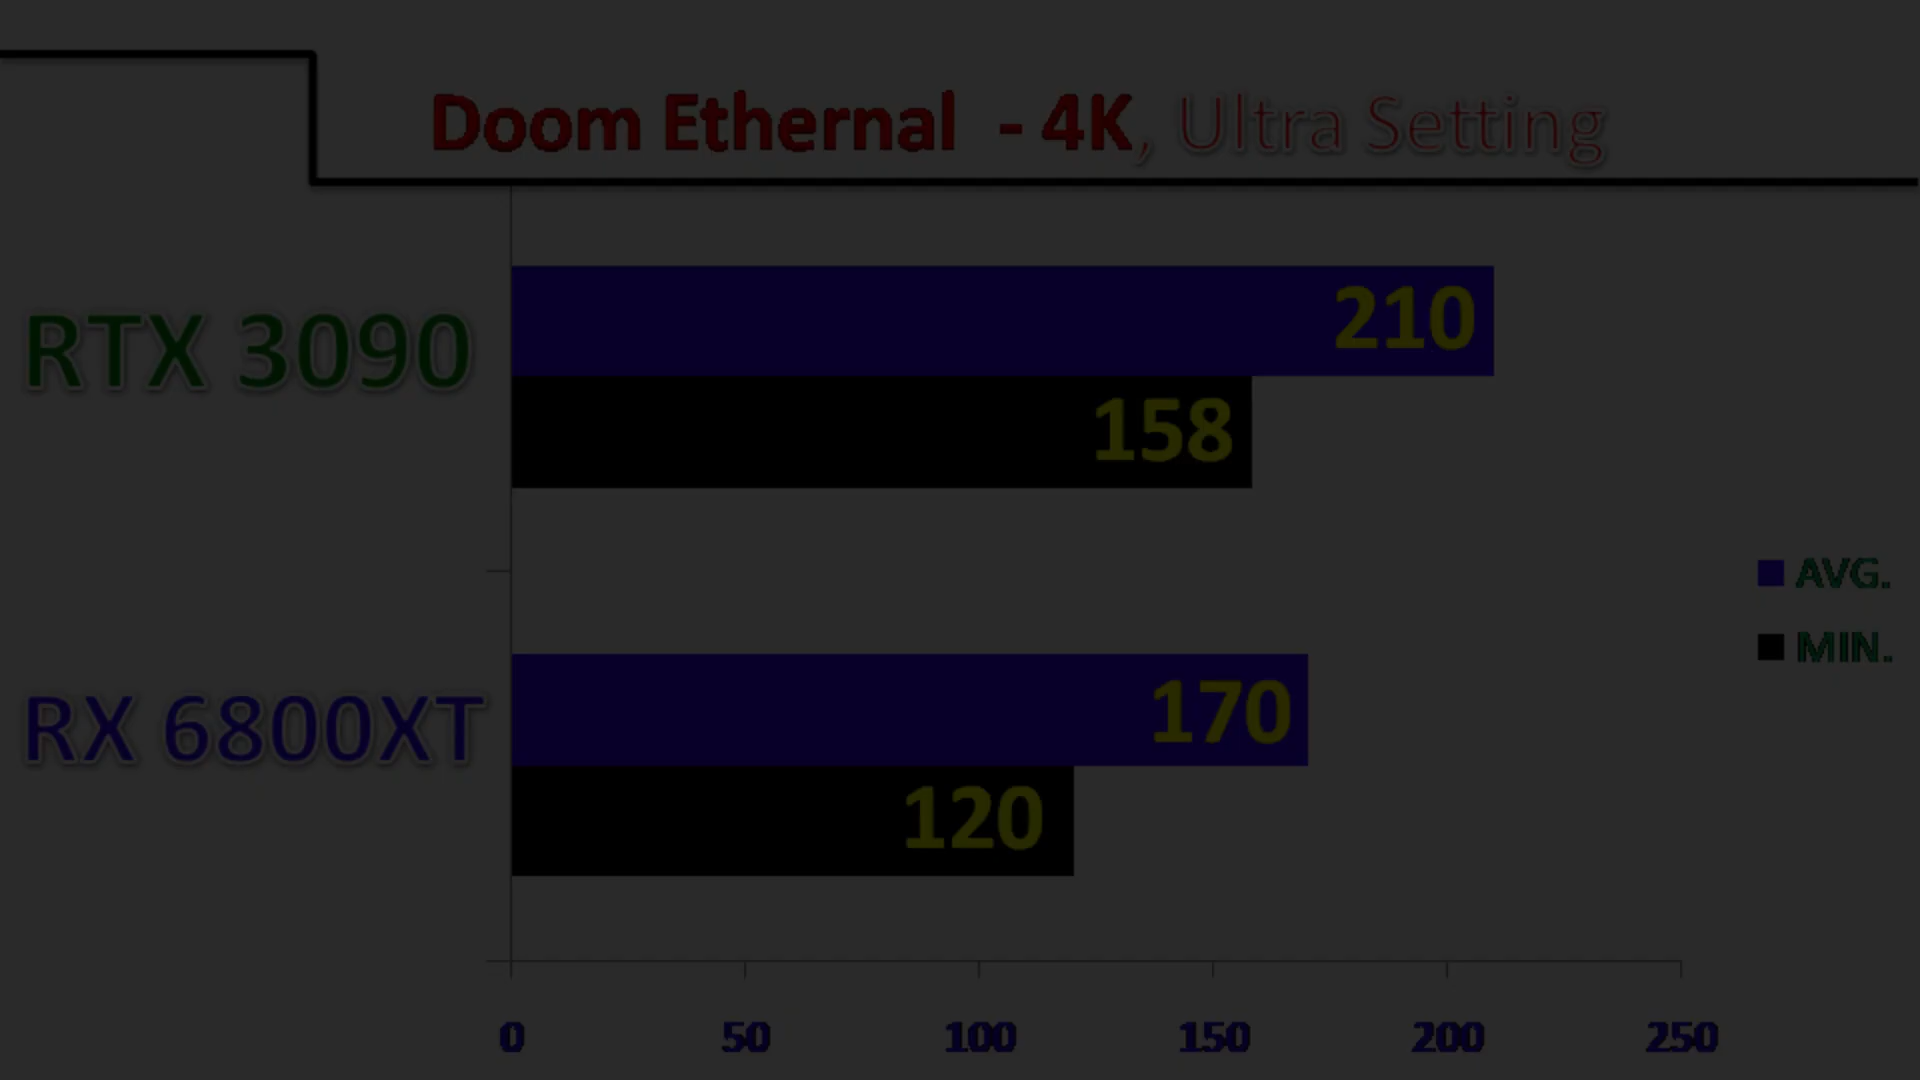 Doom Ethernal - 4K, Ultra Setting
RTX 3090
210
158
AVG.
MIN.
RX 6800XT
170
120
0 50 100 150 200 250